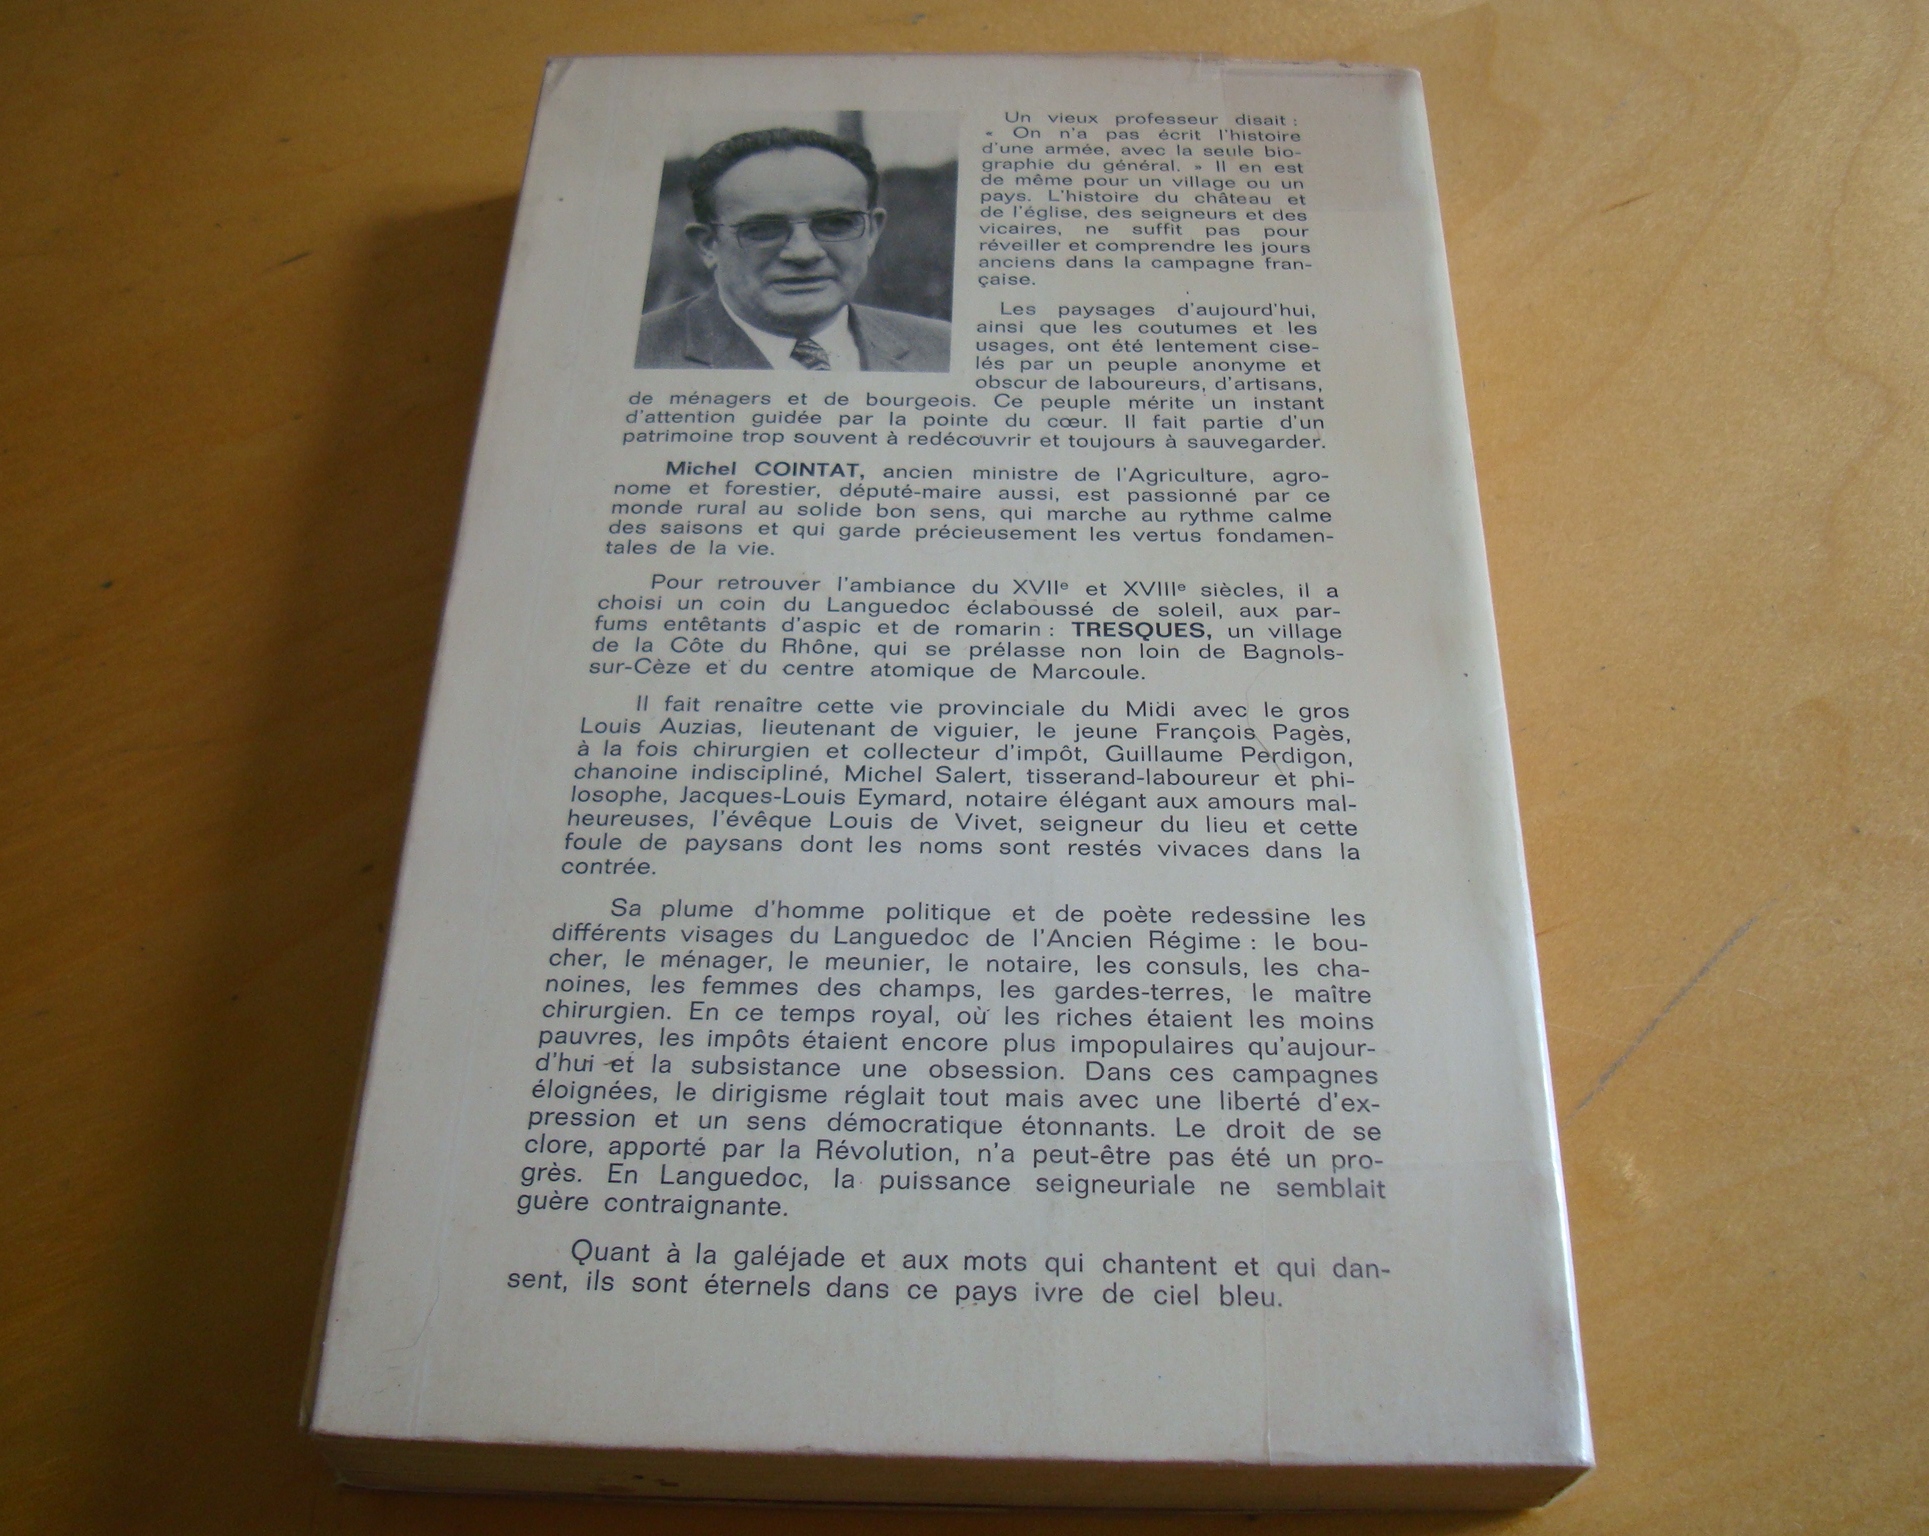 Un vieux professeur disait :
« On n'a pas écrit l'histoire
d'une armée, avec la seule bio-
graphie du général. » Il en est
de même pour un village ou un
pays. L'histoire du château et
de l'église, des seigneurs et des
vicaires, ne suffit pas pour
réveiller et comprendre les jours
anciens dans la campagne fran-
çaise.
Les paysages d'aujourd'hui,
ainsi que les coutumes et les
usages, ont été lentement cise-
lés par un peuple anonyme et
obscur de laboureurs, d'artisans,
de ménagers et de bourgeois. Ce peuple mérite un instant
d'attention guidée par la pointe du cœur. Il fait partie d'un
patrimoine trop souvent à redécouvrir et toujours à sauvegarder.
Michel COINTAT, ancien ministre de l'Agriculture, agro-
nome et forestier, député-maire aussi, est passionné par ce
monde rural au solide bon sens, qui marche au rythme calme
des saisons et qui garde précieusement les vertus fondamen-
tales de la vie.
Pour retrouver l'ambiance du XVIIe et XVIIIe siècles, il a
choisi un coin du Languedoc éclaboussé de soleil, aux par-
fums entêtants d'aspic et de romarin : TRESQUES, un village
de la Côte du Rhône, qui se prélasse non loin de Bagnols-
sur-Cèze et du centre atomique de Marcoule.
Il fait renaître cette vie provinciale du Midi avec le gros
Louis Auzias, lieutenant de viguier, le jeune François Pagès,
à la fois chirurgien et collecteur d'impôt, Guillaume Perdigon,
chanoine indiscipliné, Michel Salert, tisserand-laboureur et phi-
losophe, Jacques-Louis Eymard, notaire élégant aux amours mal-
heureuses, l'évêque Louis de Vivet, seigneur du lieu et cette
foule de paysans dont les noms sont restés vivaces dans la
contrée.
Sa plume d'homme politique et de poète redessine les
différents visages du Languedoc de l'Ancien Régime : le bou-
cher, le ménager, le meunier, le notaire, les consuls, les cha-
noines, les femmes des champs, les gardes-terres, le maître
chirurgien. En ce temps royal, où les riches étaient les moins
pauvres, les impôts étaient encore plus impopulaires qu'aujour-
d'hui et la subsistance une obsession. Dans ces campagnes
éloignées, le dirigisme réglait tout mais avec une liberté d'ex-
pression et un sens démocratique étonnants. Le droit de se
clore, apporté par la Révolution, n'a peut-être pas été un pro-
grès. En Languedoc, la puissance seigneuriale ne semblait
guère contraignante.
Quant à la galéjade et aux mots qui chantent et qui dan-
sent, ils sont éternels dans ce pays ivre de ciel bleu.